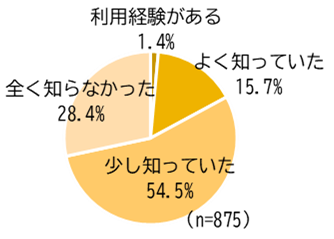 利用経験がある
1.4%
よく知っていた
15.7%
全く知らなかった
28.4%
少し知っていた
54.5%
(n=875)